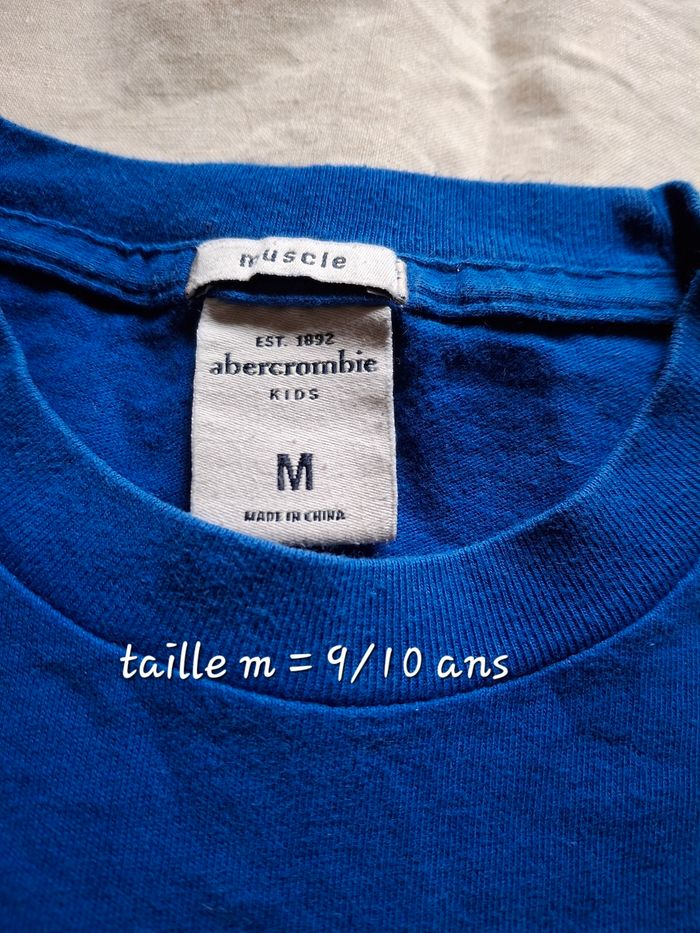 muscle
EST. 1892
abercrombie
KIDS
M
MADE IN CHINA
taille m = 9/10 ans